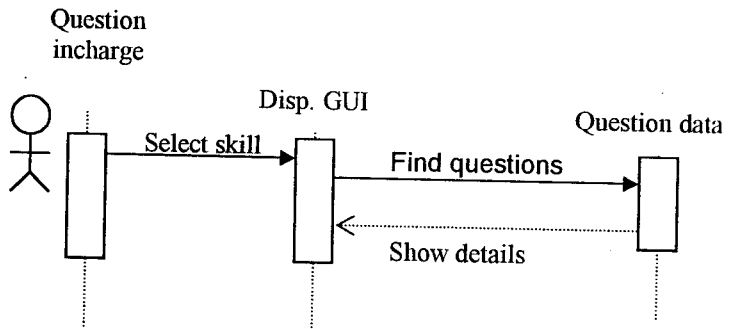 Question
incharge
Disp. GUI
Question data
Select skill
Find questions
Show details